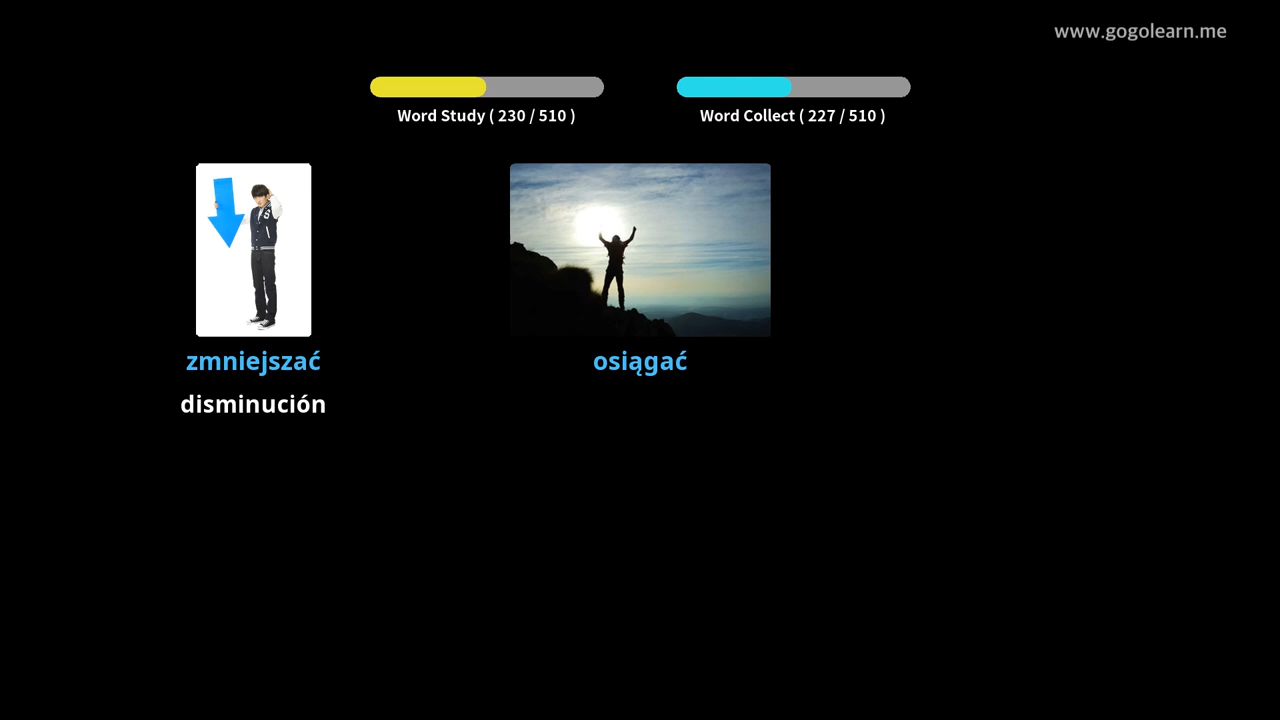 www.gogolearn.me
Word Study ( 230 / 510 )
Word Collect ( 227 / 510 )
zmniejszać
osiągać
disminución